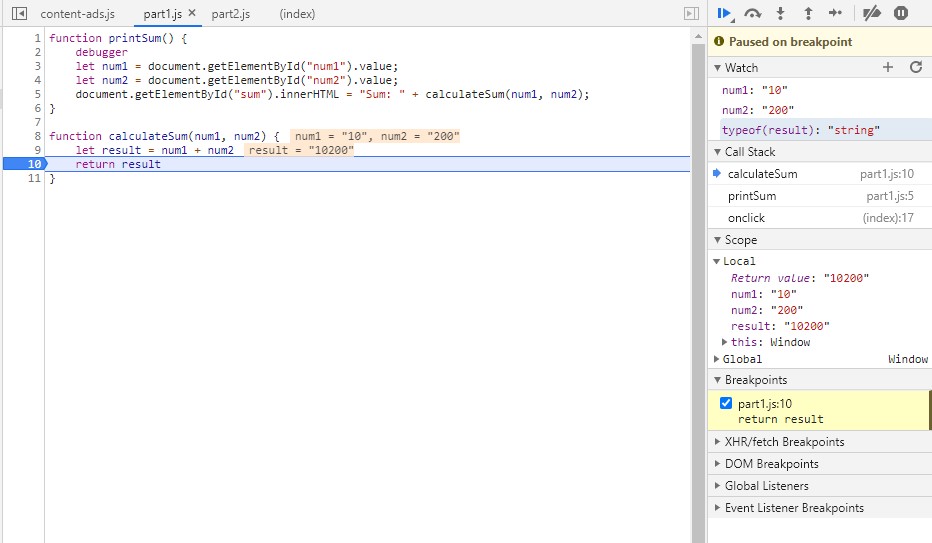 content-ads.js part1.js × part2.js (index)
1 function printSum() {
2 debugger
3 let num1 = document.getElementById("num1").value;
4 let num2 = document.getElementById("num2").value;
5 document.getElementById("sum").innerHTML = "Sum: " + calculateSum(num1, num2);
6 }
7
8 function calculateSum(num1, num2) { num1 = "10", num2 = "200"
9 let result = num1 + num2 result = "10200"
10 return result
11 }
Paused on breakpoint
Watch
num1: "10"
num2: "200"
typeof(result): "string"
Call Stack
calculateSum part1.js:10
printSum part1.js:5
onclick (index):17
Scope
Local
Return value: "10200"
num1: "10"
num2: "200"
result: "10200"
this: Window
Global Window
Breakpoints
part1.js:10
return result
XHR/fetch Breakpoints
DOM Breakpoints
Global Listeners
Event Listener Breakpoints